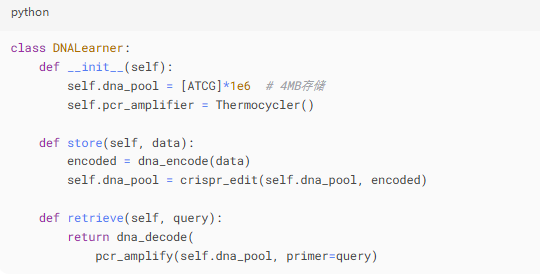 python
class DNALearner:
    def __init__(self):
        self.dna_pool = [ATCG]*1e6  # 4MB存储
        self.pcr_amplifier = Thermocycler()

    def store(self, data):
        encoded = dna_encode(data)
        self.dna_pool = crispr_edit(self.dna_pool, encoded)

    def retrieve(self, query):
        return dna_decode(
            pcr_amplify(self.dna_pool, primer=query)